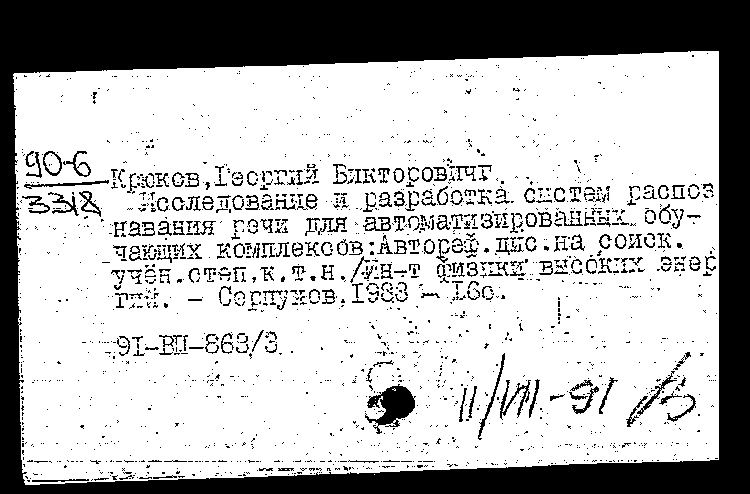 90-6
3318
Крюков, Георгий Викторович
Исследование и разработка систем распоз
навания речи для автоматизированных обу-
чающих комплексов:Автореф.дис.на соиск.
учён.степ.к.т.н./Ин-т физики высоких энер
гий. - Серпухов,1988 - 16с.
91-ВП-863/3
11/VIII-91